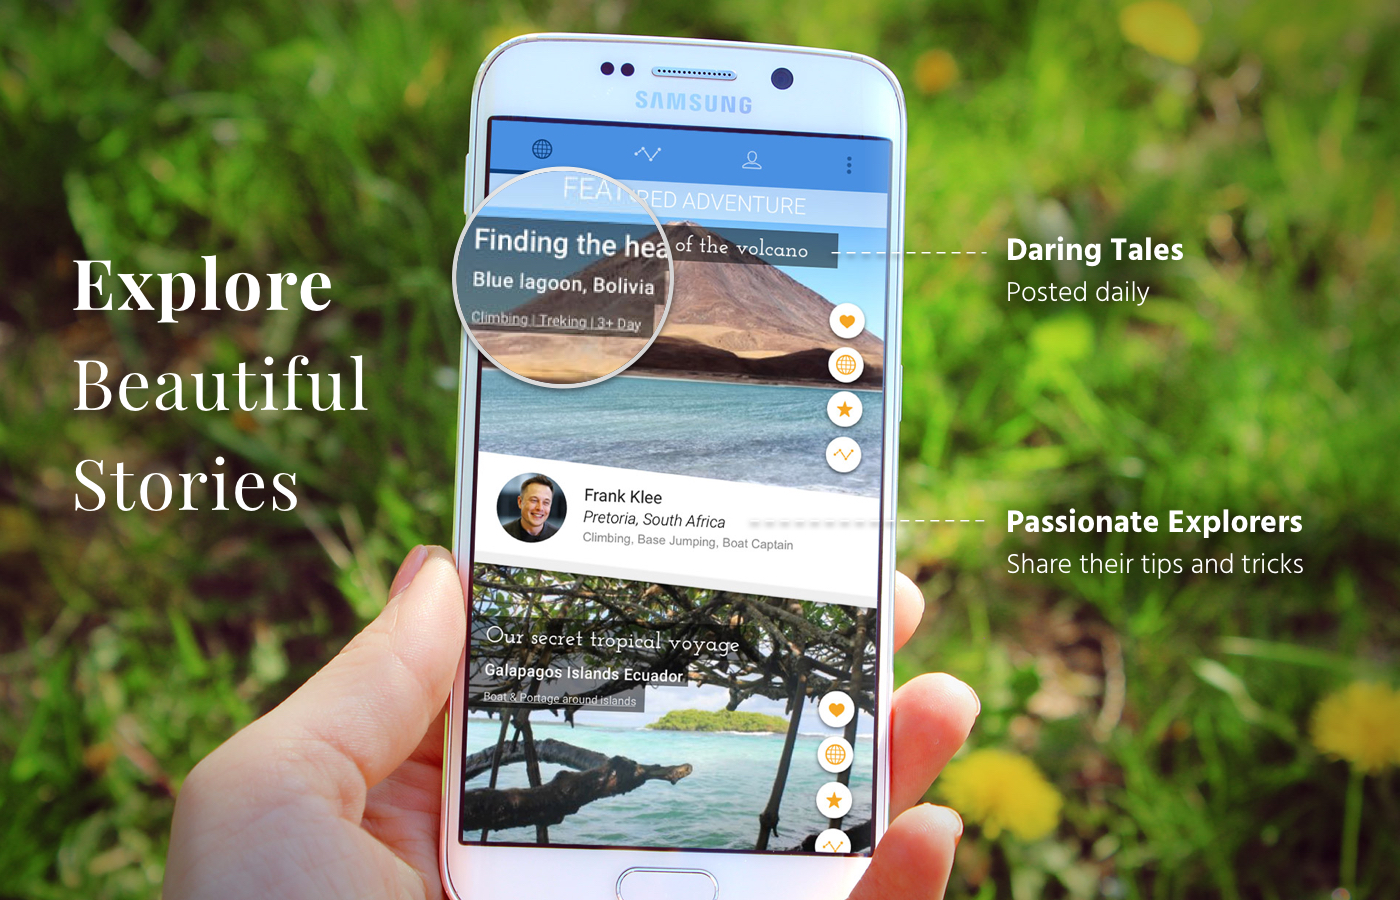 Explore
Beautiful
Stories
SAMSUNG
FEATURED ADVENTURE
Finding the hea of the volcano
Blue lagoon, Bolivia
Climbing | Treking | 3+ Day
Frank Klee
Pretoria, South Africa
Climbing, Base Jumping, Boat Captain
Our secret tropical voyage
Galapagos Islands Ecuador
Boat & Portage around islands
Daring Tales
Posted daily
Passionate Explorers
Share their tips and tricks